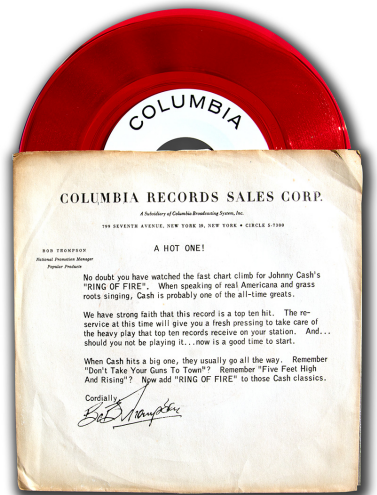 COLUMBIA
COLUMBIA RECORDS SALES CORP.
A Subsidiary of Columbia Broadcasting System, Inc.
799 SEVENTH AVENUE, NEW YORK 19, NEW YORK • CIRCLE 5-7300
BOB THOMPSON
National Promotion Manager
Popular Products
A HOT ONE!
No doubt you have watched the fast chart climb for Johnny Cash's
"RING OF FIRE". When speaking of real Americana and grass
roots singing, Cash is probably one of the all-time greats.
We have strong faith that this record is a top ten hit. The re-
service at this time will give you a fresh pressing to take care of
the heavy play that top ten records receive on your station. And...
should you not be playing it...now is a good time to start.
When Cash hits a big one, they usually go all the way. Remember
"Don't Take Your Guns To Town"? Remember "Five Feet High
And Rising"? Now add "RING OF FIRE" to those Cash classics.
Cordially,
Bob Thompson